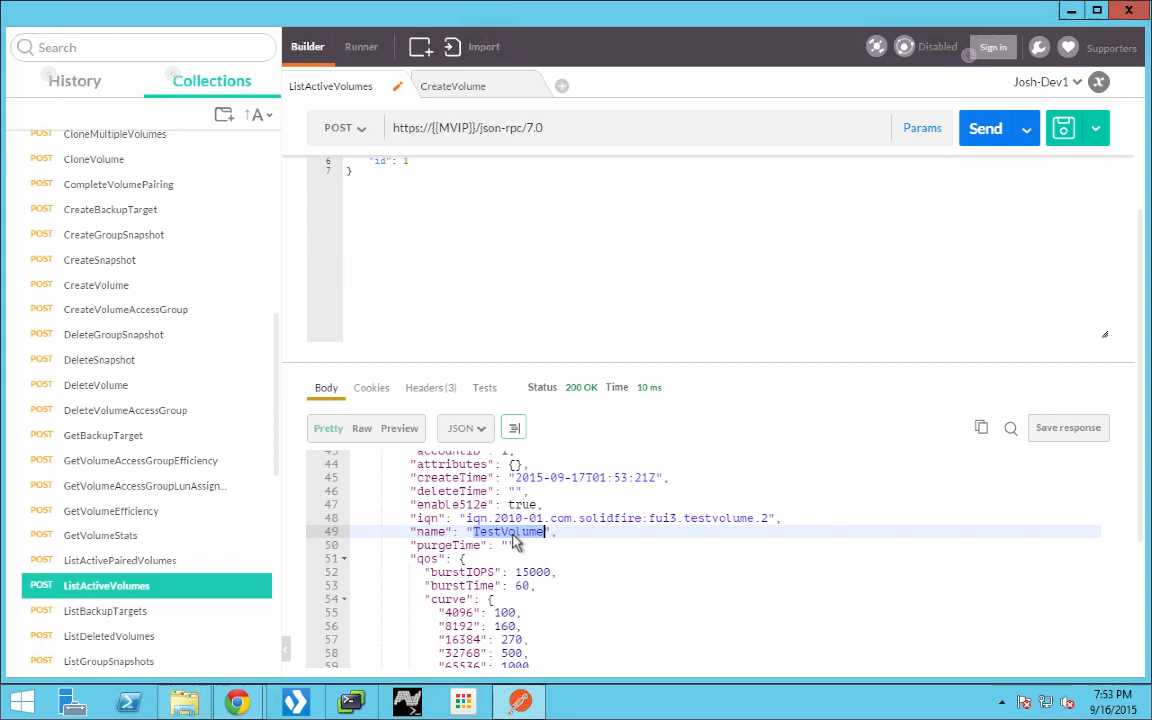 Search
Builder
Runner
Import
Disabled
Sign in
Supporters
History
Collections
ListActiveVolumes
CreateVolume
Josh-Dev1
x
A
POST
https://{{MVIP}}/json-rpc/7.0
Params
Send
POST CloneMultipleVolumes
POST CloneVolume
POST CompleteVolumePairing
POST CreateBackupTarget
POST CreateGroupSnapshot
POST CreateSnapshot
POST CreateVolume
POST CreateVolumeAccessGroup
POST DeleteGroupSnapshot
POST DeleteSnapshot
POST DeleteVolume
POST DeleteVolumeAccessGroup
POST GetBackupTarget
POST GetVolumeAccessGroupEfficiency
POST GetVolumeAccessGroupLunAssign...
POST GetVolumeEfficiency
POST GetVolumeStats
POST ListActivePairedVolumes
POST ListActiveVolumes
POST ListBackupTargets
POST ListDeletedVolumes
POST ListGroupSnapshots
6 "id": 1
7 }
Body
Cookies
Headers (3)
Tests
Status 200 OK Time 10 ms
Pretty Raw Preview
JSON
Save response
43 "accountID": 1,
44 "attributes": {},
45 "createTime": "2015-09-17T01:53:21Z",
46 "deleteTime": "",
47 "enable512e": true,
48 "iqn": "iqn.2010-01.com.solidfire:fui3.testvolume.2",
49 "name": "TestVolume",
50 "purgeTime": "",
51 "qos": {
52 "burstIOPS": 15000,
53 "burstTime": 60,
54 "curve": {
55 "4096": 100,
56 "8192": 160,
57 "16384": 270,
58 "32768": 500,
59 "65536": 1000
7:53 PM
9/16/2015